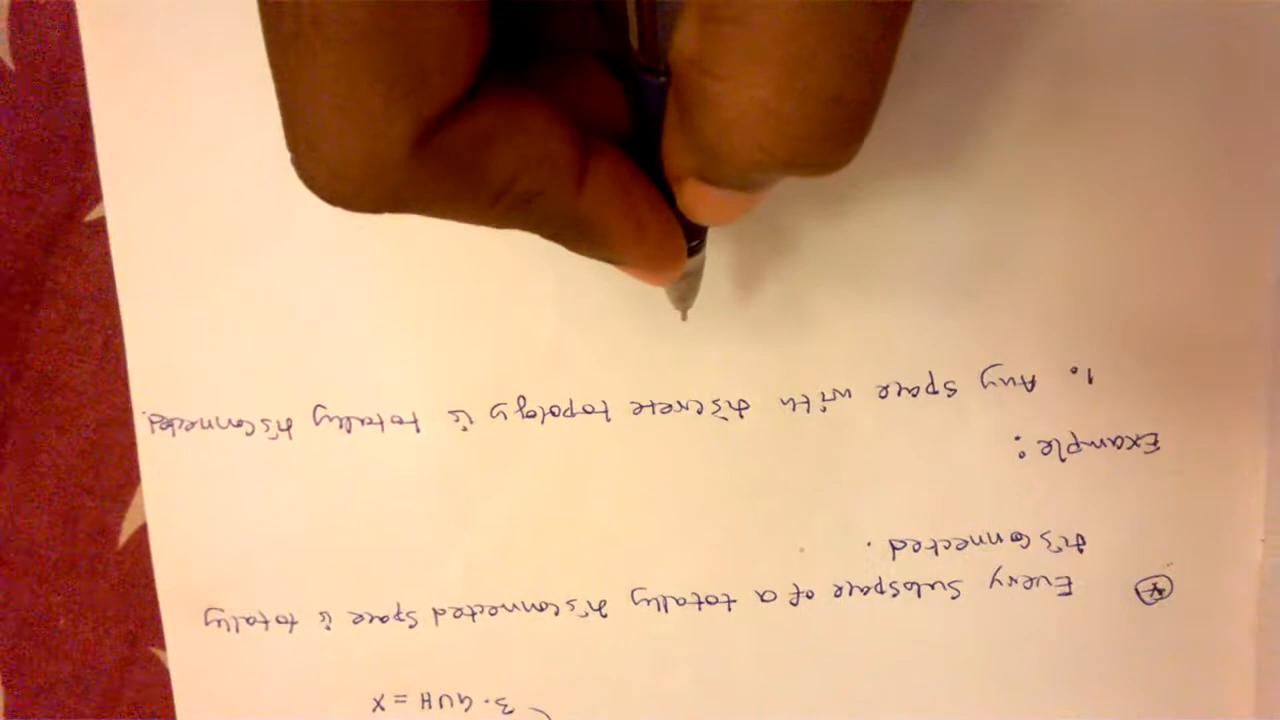 3. GUH = X
* Every subspace of a totally disconnected space is totally
disconnected.
Example:
1. Any space with discrete topology is totally disconnected.